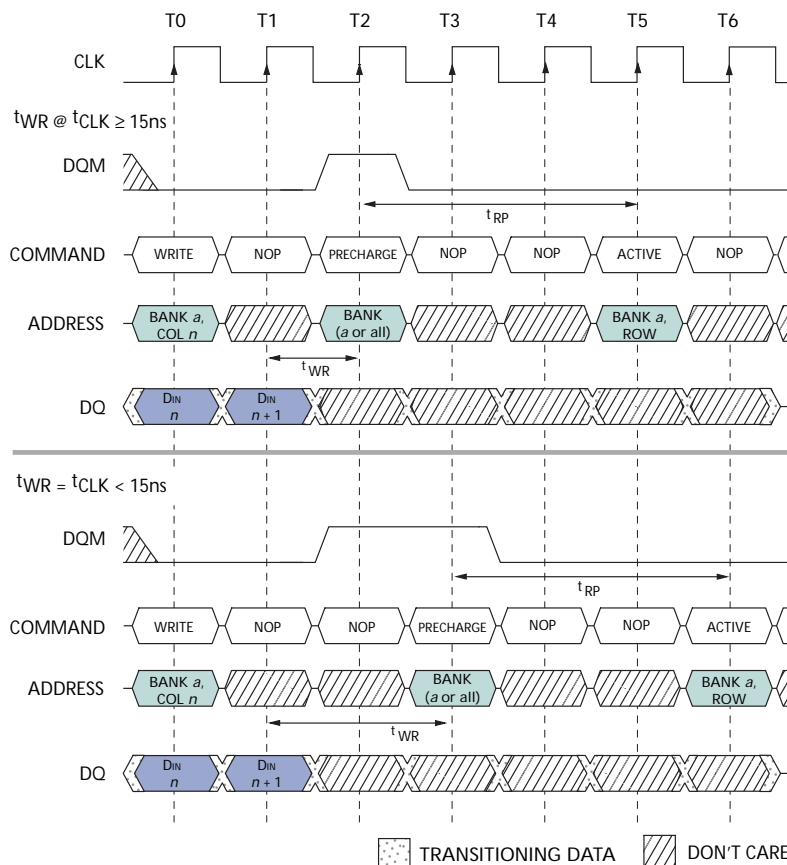 T0 T1 T2 T3 T4 T5 T6
CLK
tWR @ tCLK ≥ 15ns
DQM
tRP
COMMAND WRITE NOP PRECHARGE NOP NOP ACTIVE NOP
ADDRESS BANK a, BANK BANK a,
COL n (a or all) ROW
tWR
DQ DIN DIN
n n + 1
tWR = tCLK < 15ns
DQM
tRP
COMMAND WRITE NOP NOP PRECHARGE NOP NOP ACTIVE
ADDRESS BANK a, BANK BANK a,
COL n (a or all) ROW
tWR
DQ DIN DIN
n n + 1
TRANSITIONING DATA DON'T CARE